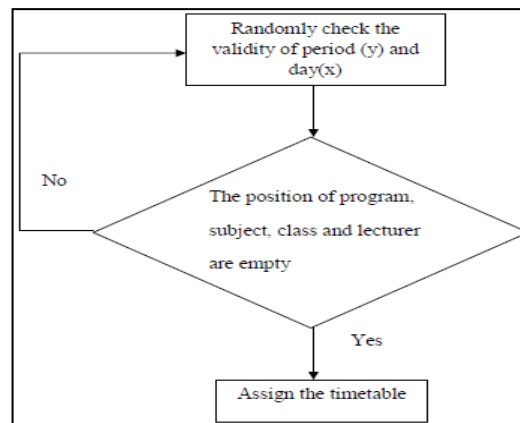 Randomly check the
validity of period (y) and
day(x)
No
The position of program,
subject, class and lecturer
are empty
Yes
Assign the timetable